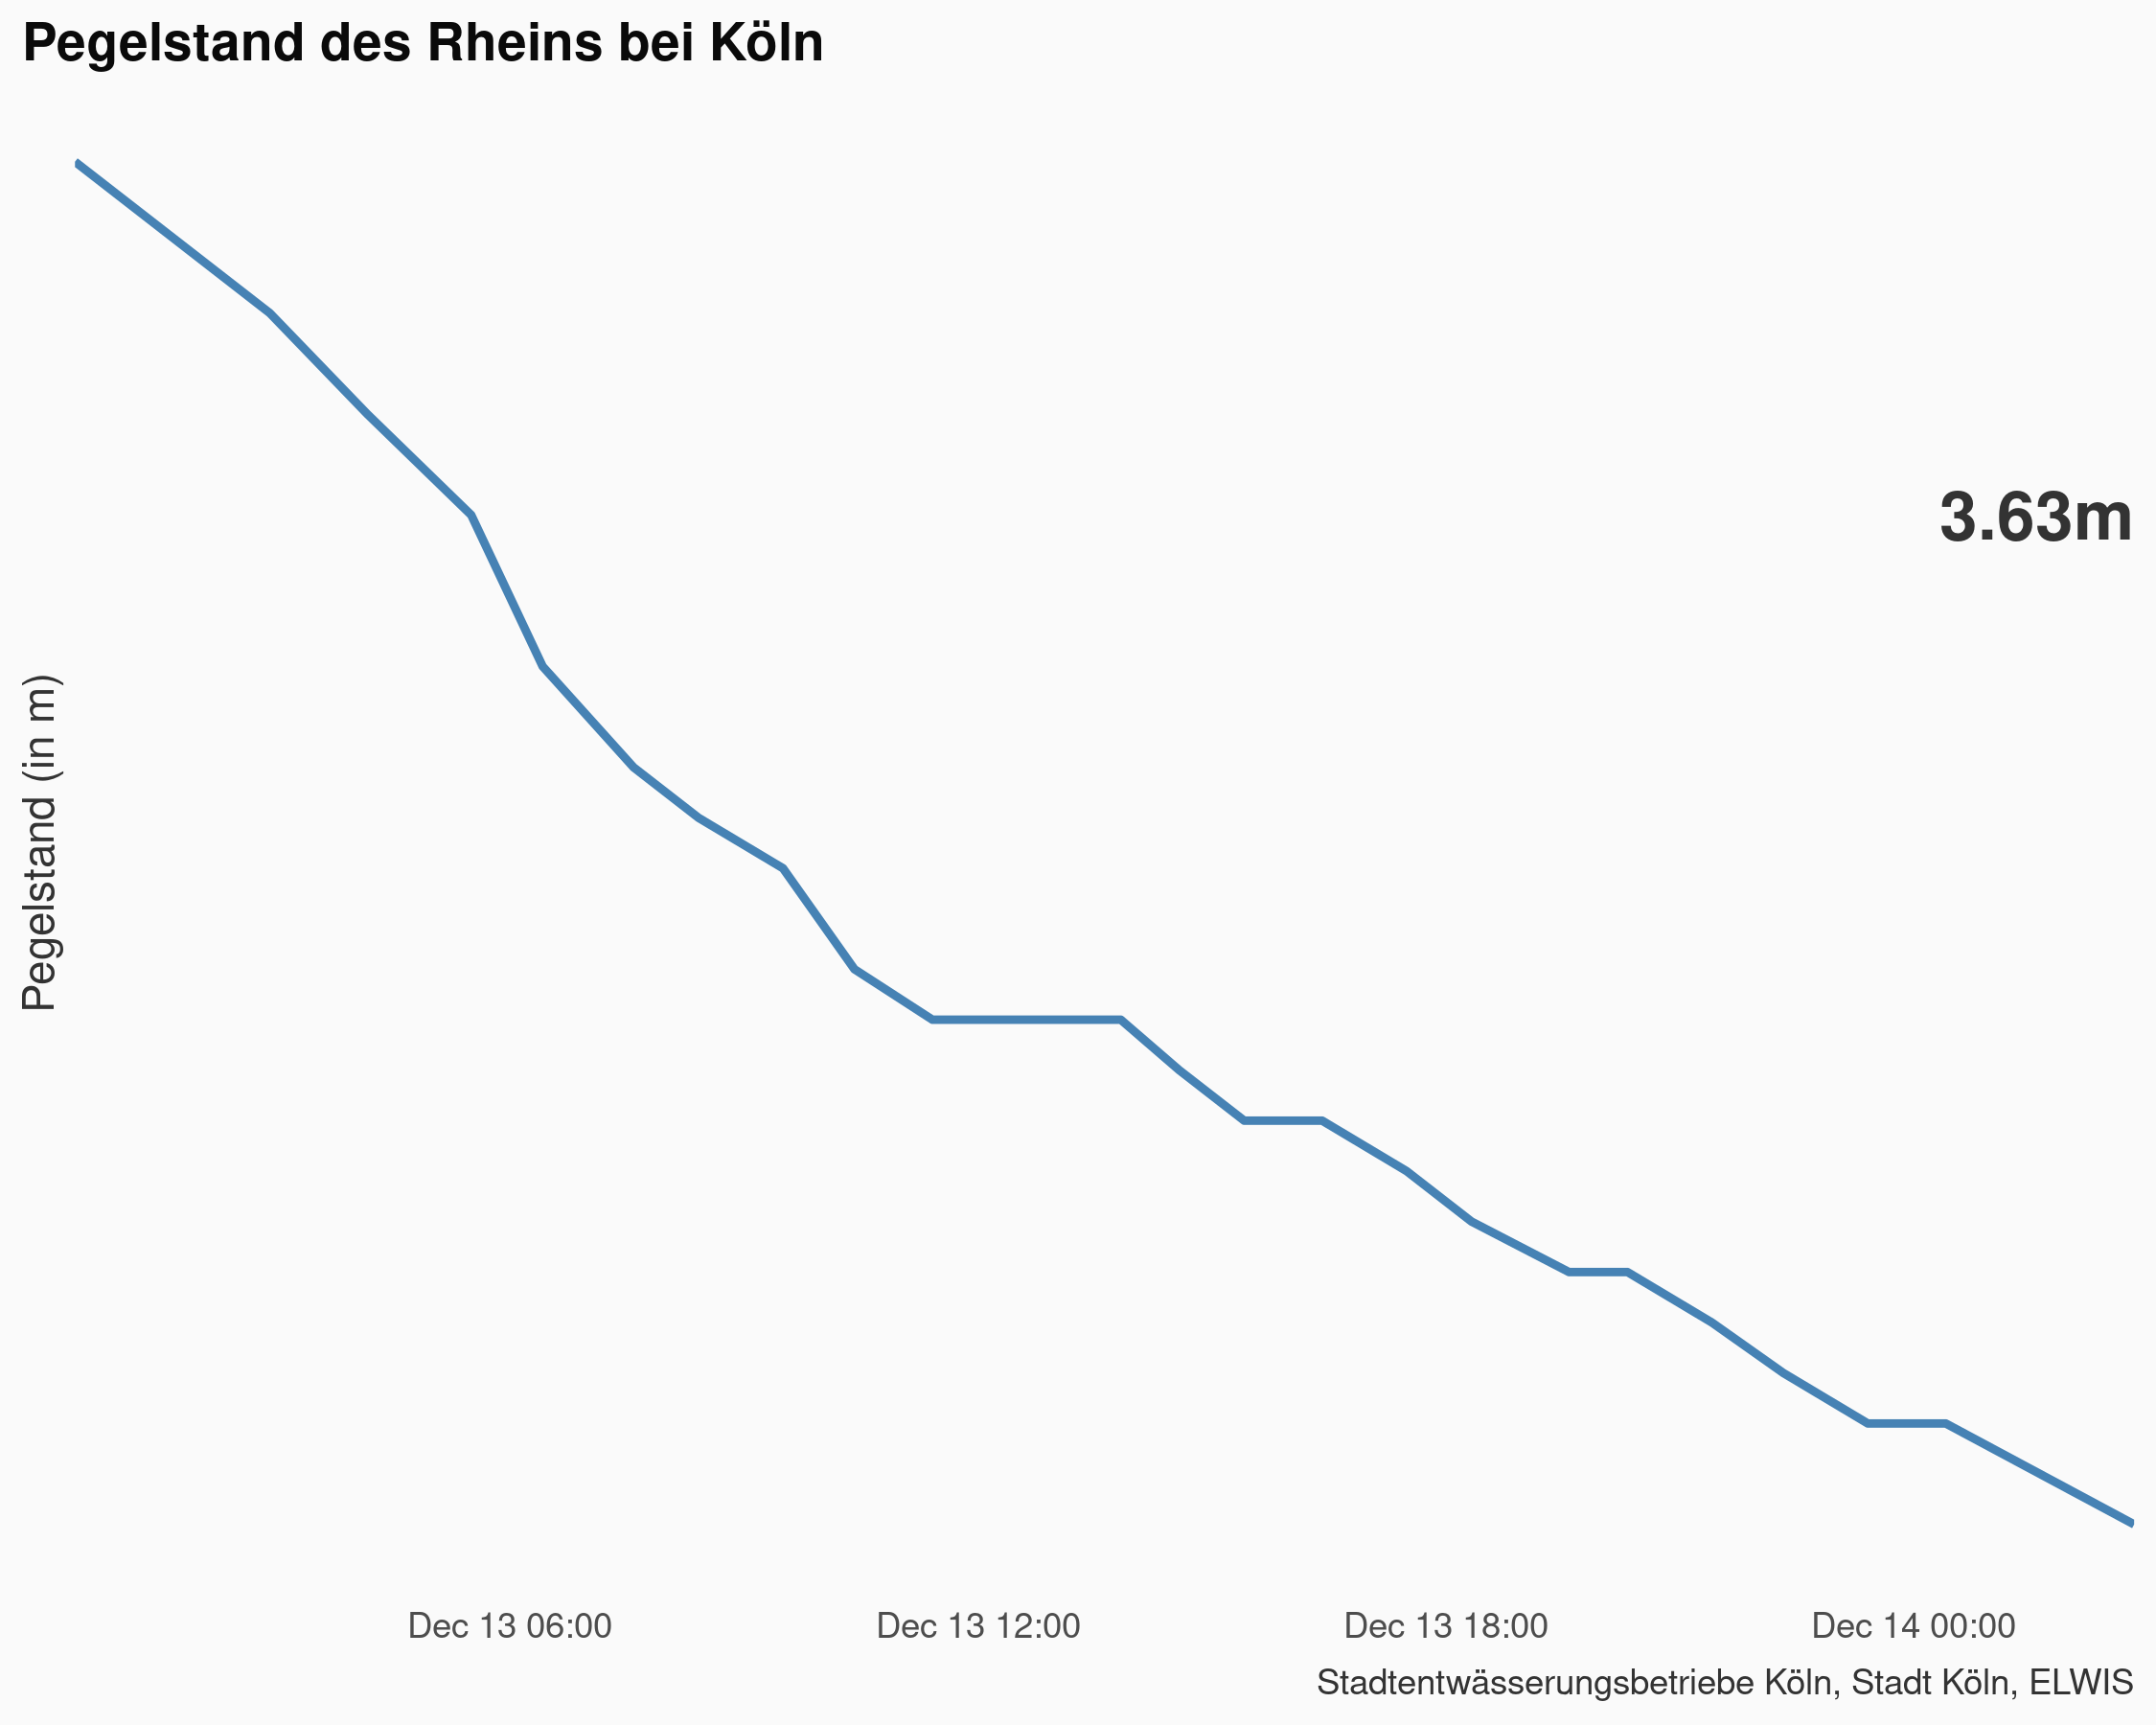 Pegelstand des Rheins bei Köln
3.63m
Pegelstand (in m)
Dec 13 06:00
Dec 13 12:00
Dec 13 18:00
Dec 14 00:00
Stadtentwässerungsbetriebe Köln, Stadt Köln, ELWIS